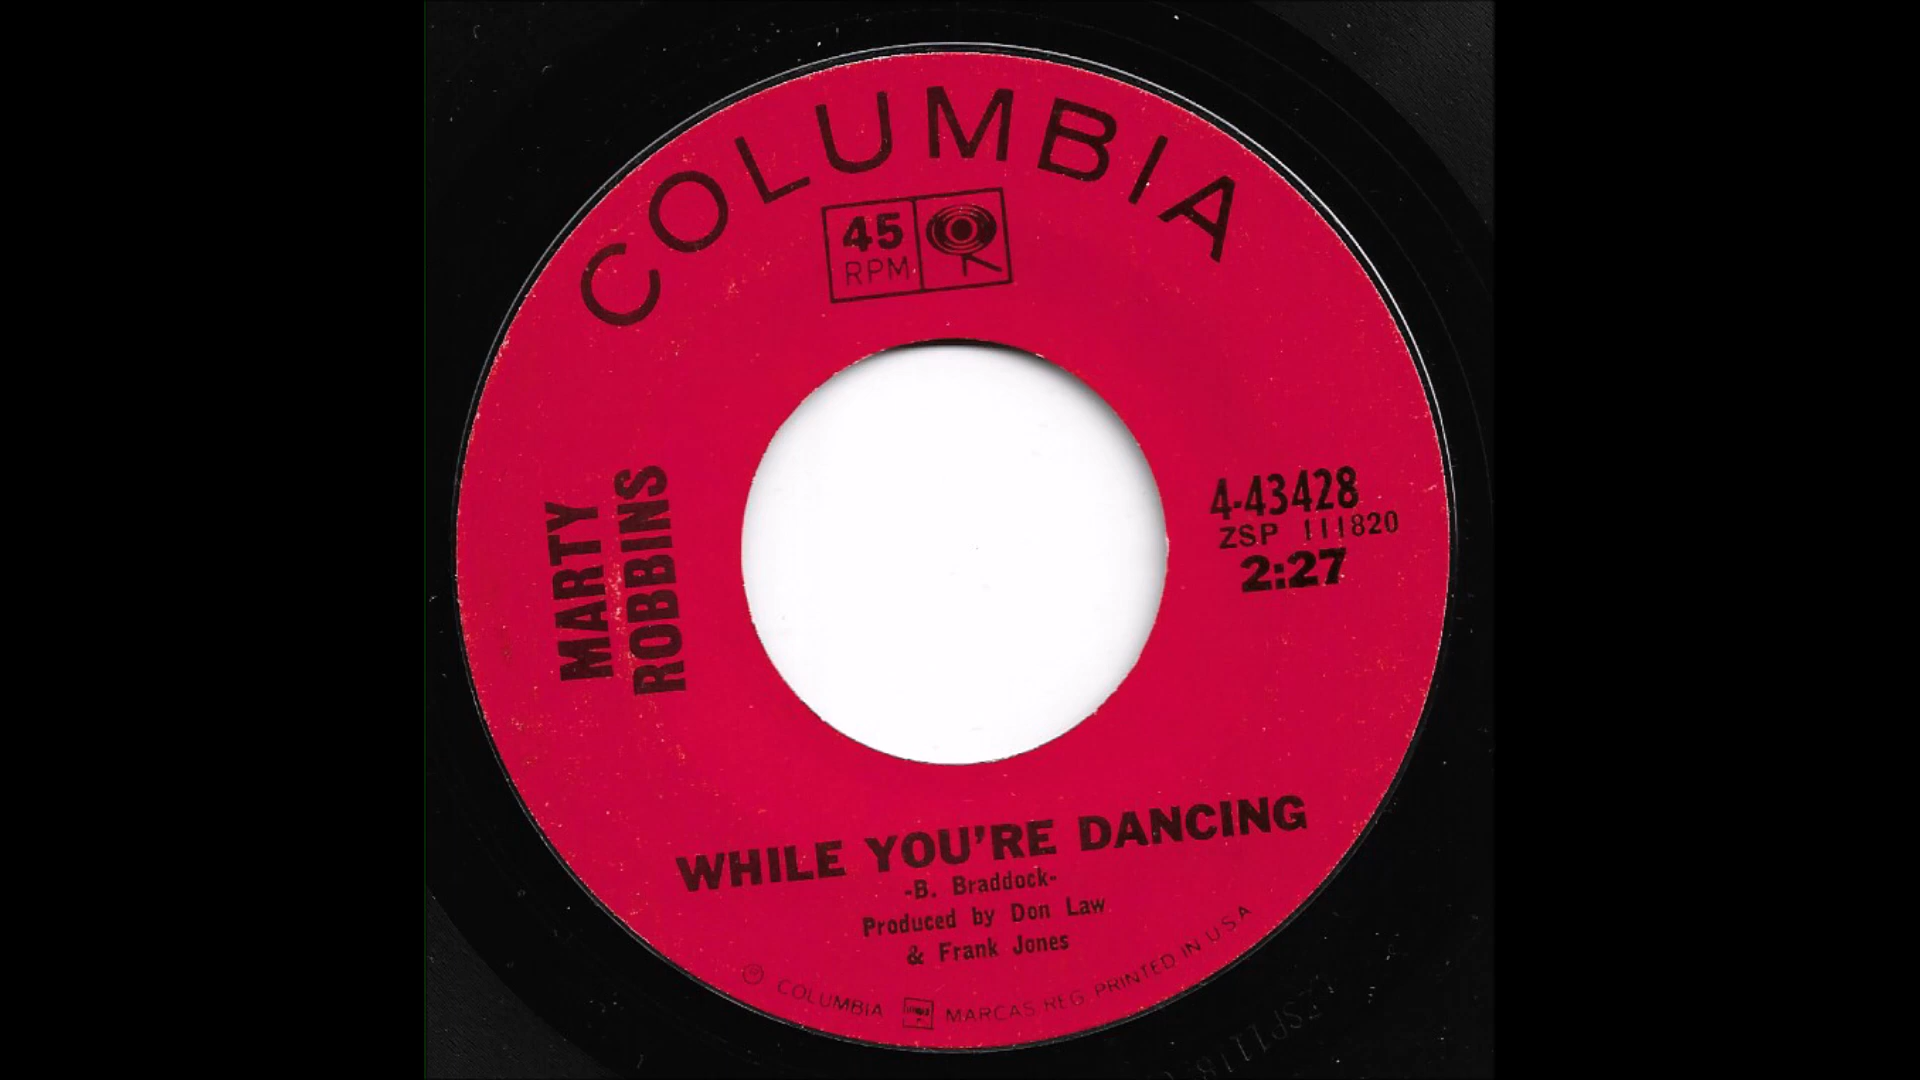 COLUMBIA
45
RPM
MARTY
ROBBINS
4-43428
ZSP 111820
2:27
WHILE YOU'RE DANCING
-B. Braddock-
Produced by Don Law
& Frank Jones
℗ COLUMBIA MARCAS REG. PRINTED IN U.S.A